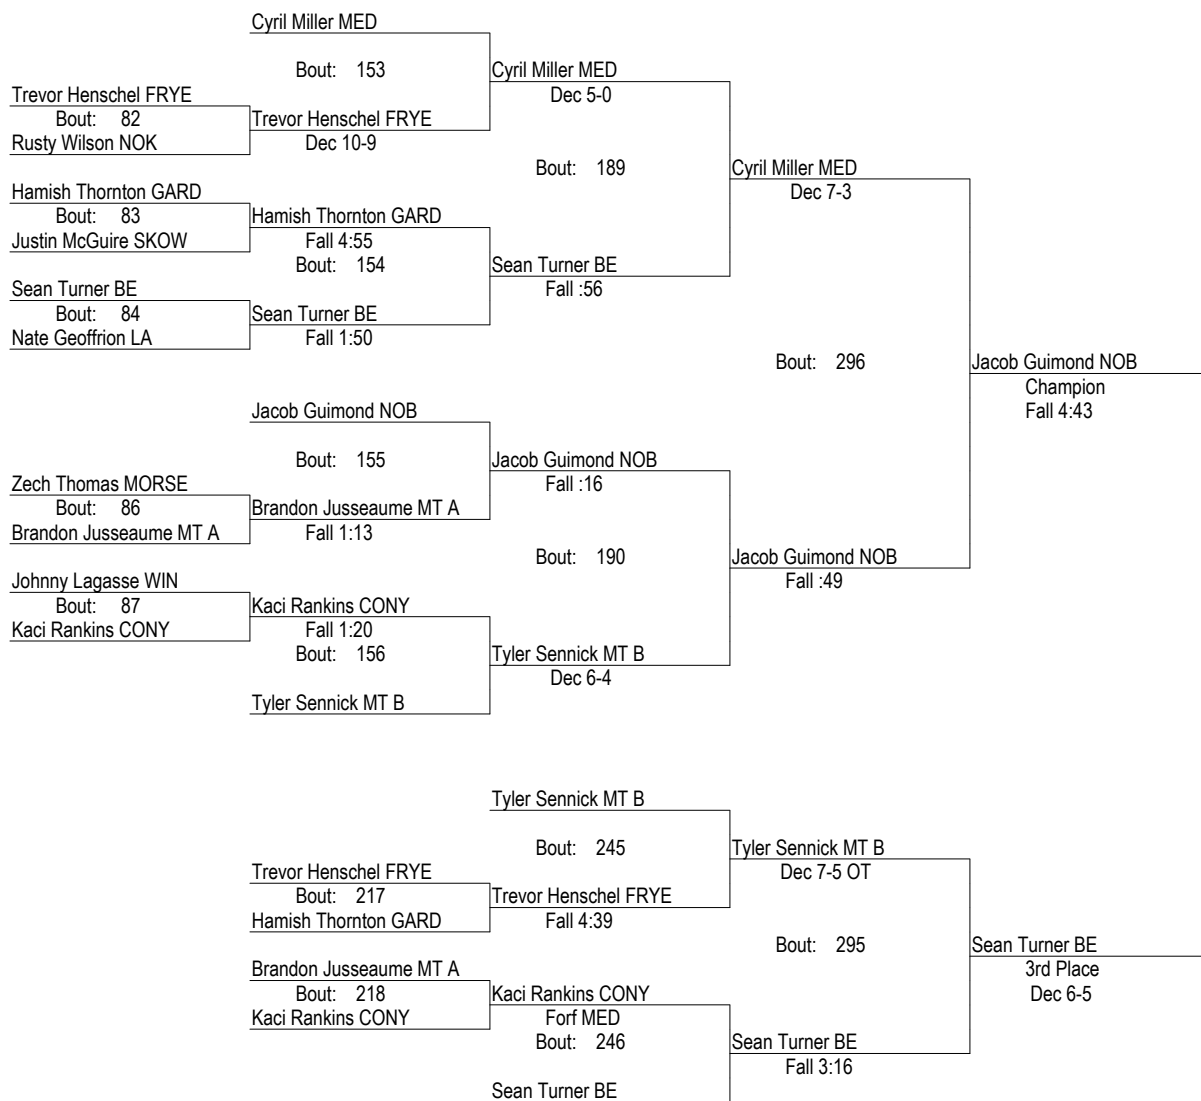 Cyril Miller MED
Bout: 153
Cyril Miller MED
Trevor Henschel FRYE
Dec 5-0
Bout: 82
Trevor Henschel FRYE
Rusty Wilson NOK
Dec 10-9
Bout: 189
Cyril Miller MED
Hamish Thornton GARD
Dec 7-3
Bout: 83
Hamish Thornton GARD
Justin McGuire SKOW
Fall 4:55
Bout: 154
Sean Turner BE
Sean Turner BE
Fall :56
Bout: 84
Sean Turner BE
Nate Geoffrion LA
Fall 1:50
Bout: 296
Jacob Guimond NOB
Champion
Fall 4:43
Jacob Guimond NOB
Bout: 155
Jacob Guimond NOB
Zech Thomas MORSE
Fall :16
Bout: 86
Brandon Jusseaume MT A
Brandon Jusseaume MT A
Fall 1:13
Bout: 190
Jacob Guimond NOB
Johnny Lagasse WIN
Fall :49
Bout: 87
Kaci Rankins CONY
Kaci Rankins CONY
Fall 1:20
Bout: 156
Tyler Sennick MT B
Dec 6-4
Tyler Sennick MT B
Tyler Sennick MT B
Bout: 245
Tyler Sennick MT B
Trevor Henschel FRYE
Dec 7-5 OT
Bout: 217
Trevor Henschel FRYE
Hamish Thornton GARD
Fall 4:39
Bout: 295
Sean Turner BE
Brandon Jusseaume MT A
3rd Place
Bout: 218
Kaci Rankins CONY
Dec 6-5
Kaci Rankins CONY
Forf MED
Bout: 246
Sean Turner BE
Fall 3:16
Sean Turner BE